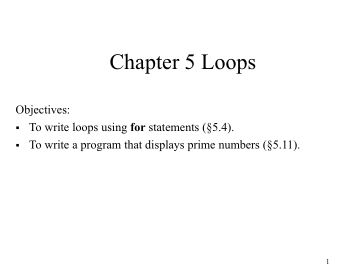 Chapter 5 Loops
Objectives:
▪ To write loops using for statements (§5.4).
▪ To write a program that displays prime numbers (§5.11).
1